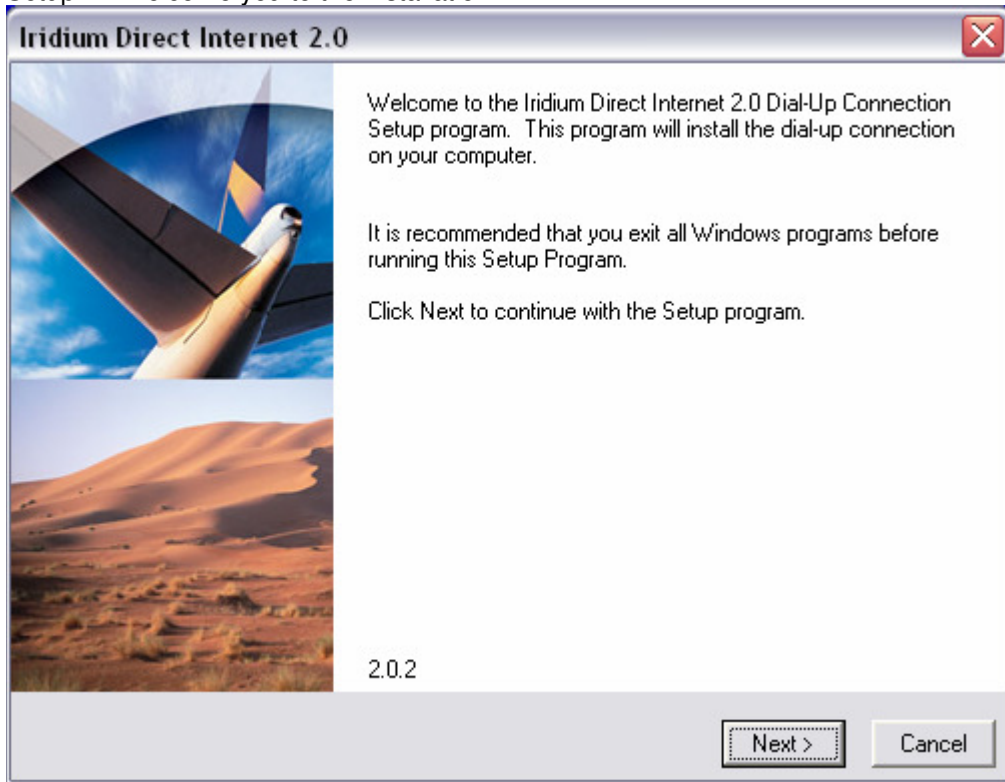 Iridium Direct Internet 2.0
Welcome to the Iridium Direct Internet 2.0 Dial-Up Connection
Setup program. This program will install the dial-up connection
on your computer.
It is recommended that you exit all Windows programs before
running this Setup Program.
Click Next to continue with the Setup program.
2.0.2
Next >
Cancel